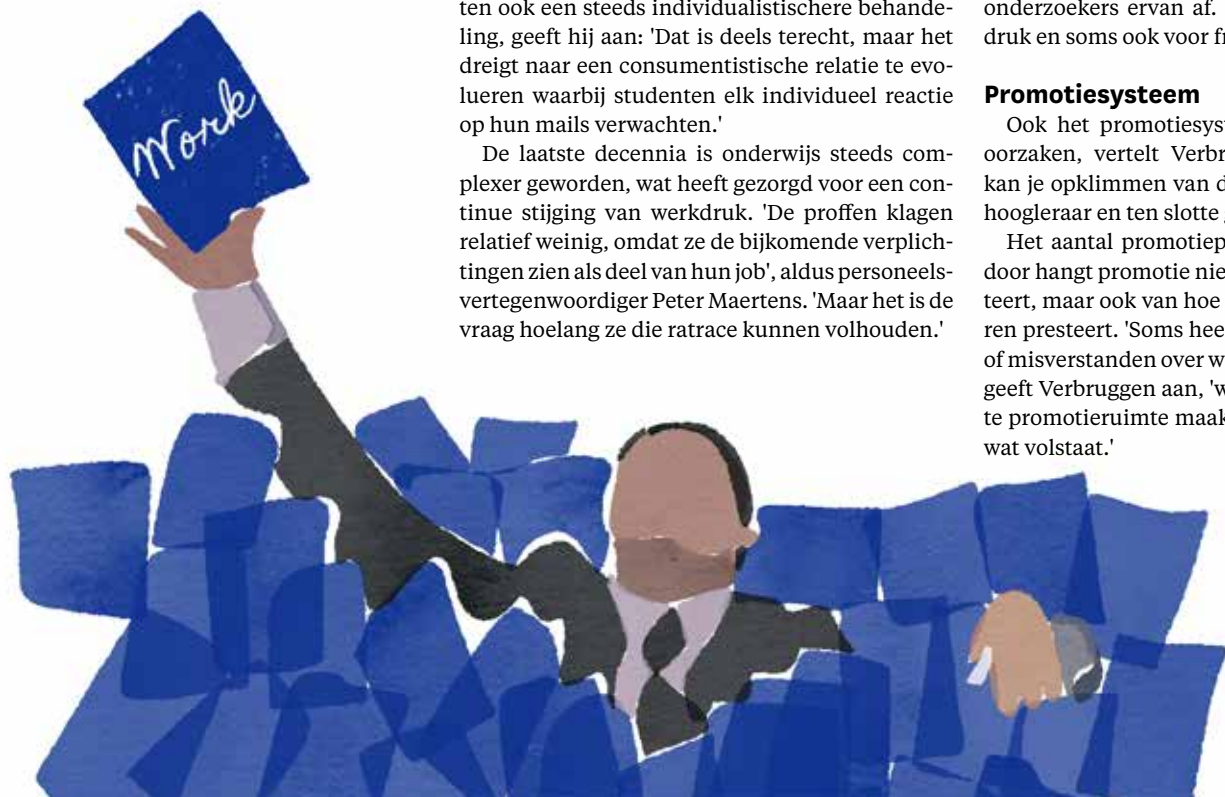 Work
ten ook een steeds individualistischere behande-
ling, geeft hij aan: 'Dat is deels terecht, maar het
dreigt naar een consumentistische relatie te evo-
lueren waarbij studenten elk individueel reactie
op hun mails verwachten.'
De laatste decennia is onderwijs steeds com-
plexer geworden, wat heeft gezorgd voor een con-
tinue stijging van werkdruk. 'De proffen klagen
relatief weinig, omdat ze de bijkomende verplich-
tingen zien als deel van hun job', aldus personeels-
vertegenwoordiger Peter Maertens. 'Maar het is de
vraag hoelang ze die ratrace kunnen volhouden.'
onderzoekers ervan af.
druk en soms ook voor
Promotiesysteem
Ook het
oorzaken, vertelt
kan je opklimmen van
hoogleraar en ten slotte
Het aantal
door hangt promotie
teert, maar ook van hoe
ren presteert. 'Soms
of misverstanden over
geeft Verbruggen aan,
te promotieruimte
wat volstaat.'